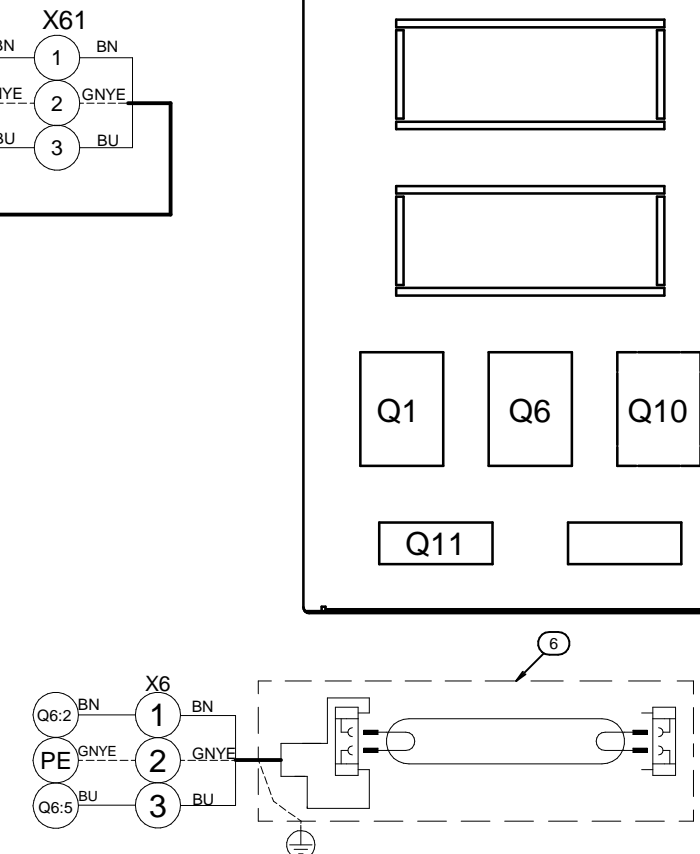 X61
BN 1 BN
2 GNYE
BU 3 BU
Q1 Q6 Q10
Q11
6
X6
Q6:2 BN 1 BN
PE GNYE 2 GNYE
Q6:5 BU 3 BU